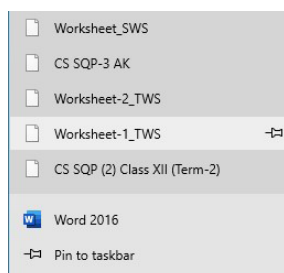 Worksheet_SWS
CS SQP-3 AK
Worksheet-2_TWS
Worksheet-1_TWS
CS SQP (2) Class XII (Term-2)
Word 2016
Pin to taskbar